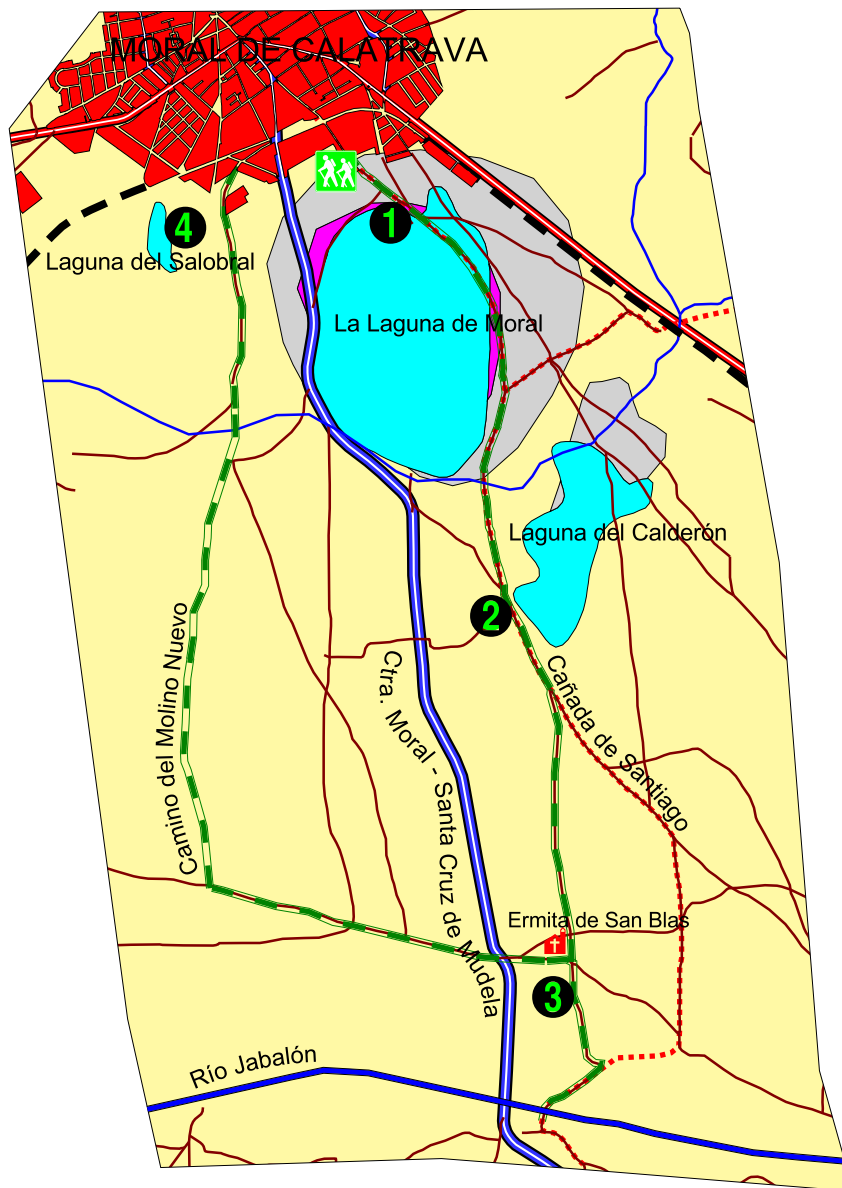 MORAL DE CALATRAVA
1
4
Laguna del Salobral
La Laguna de Moral
Laguna del Calderón
2
Camino del Molino Nuevo
Ctra. Moral - Santa Cruz de Mudela
Cañada de Santiago
Ermita de San Blas
3
Río Jabalón